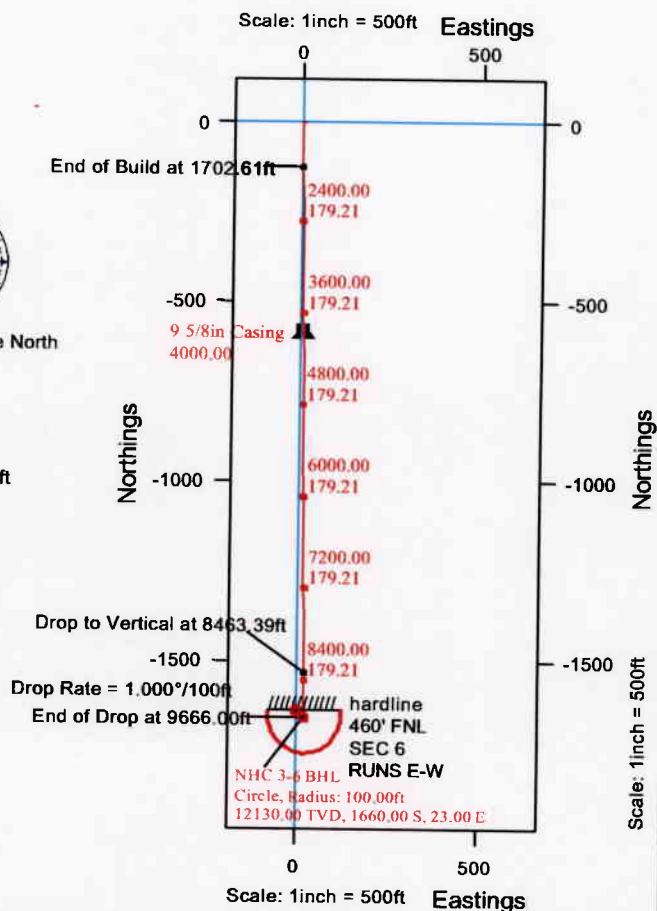 Scale: 1inch = 500ft
Eastings
0
500
0
0
End of Build at 1702.61ft
2400.00
179.21
3600.00
179.21
-500
-500
9 5/8in Casing
4000.00
North
4800.00
179.21
Northings
Northings
-1000
-1000
6000.00
179.21
ft
7200.00
179.21
Drop to Vertical at 8463.39ft
8400.00
179.21
-1500
-1500
Drop Rate = 1.000°/100ft
End of Drop at 9666.00ft
hardline
460' FNL
SEC 6
RUNS E-W
NHC 3-6 BHL
Circle, Radius: 100.00ft
12130.00 TVD, 1660.00 S, 23.00 E
Scale: 1inch = 500ft
0
500
Scale: 1inch = 500ft
Eastings